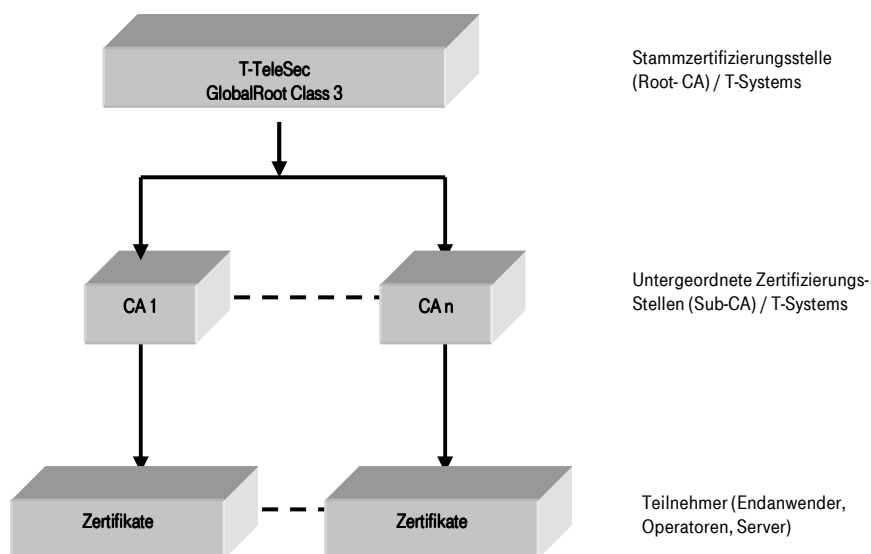 T-TeleSec
GlobalRoot Class 3
Stammzertifizierungsstelle
(Root- CA) / T-Systems
CA 1
CA n
Untergeordnete Zertifizierungs-
Stellen (Sub-CA) / T-Systems
Zertifikate
Zertifikate
Teilnehmer (Endanwender,
Operatoren, Server)